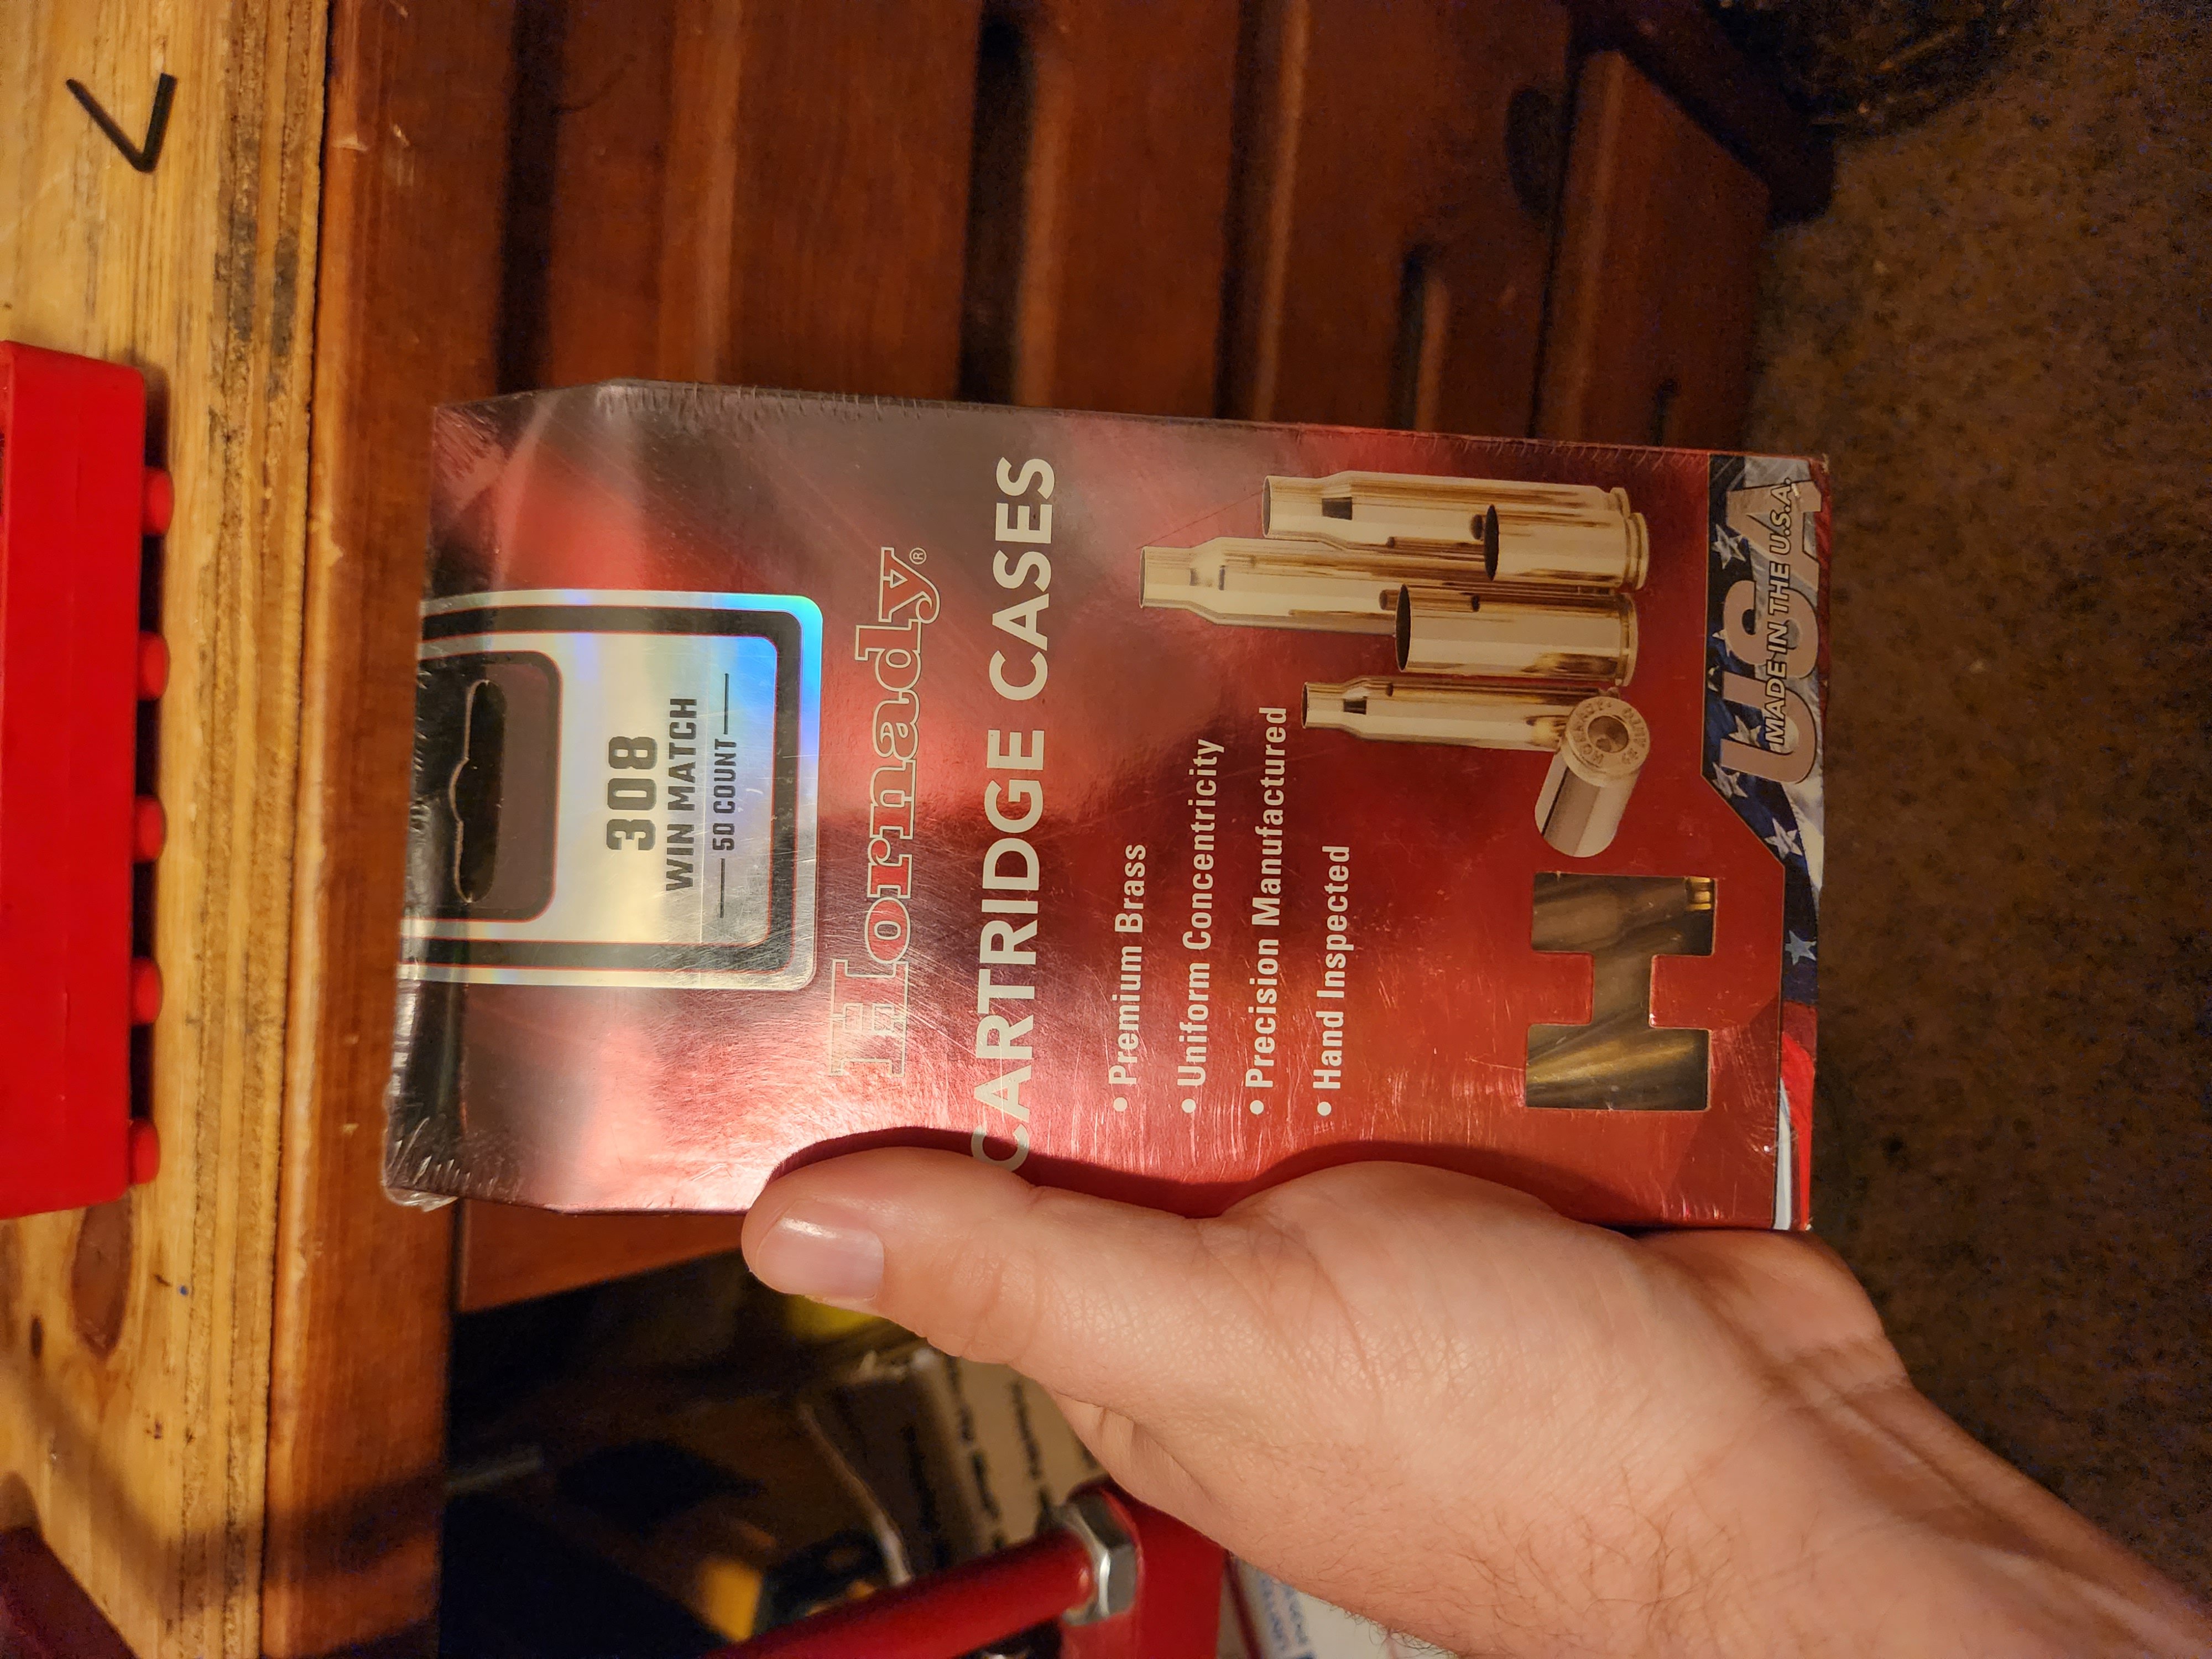 308
WIN MATCH
50 COUNT
Hornady®
CARTRIDGE CASES
• Premium Brass
• Uniform Concentricity
• Precision Manufactured
• Hand Inspected
USA
MADE IN THE U.S.A.